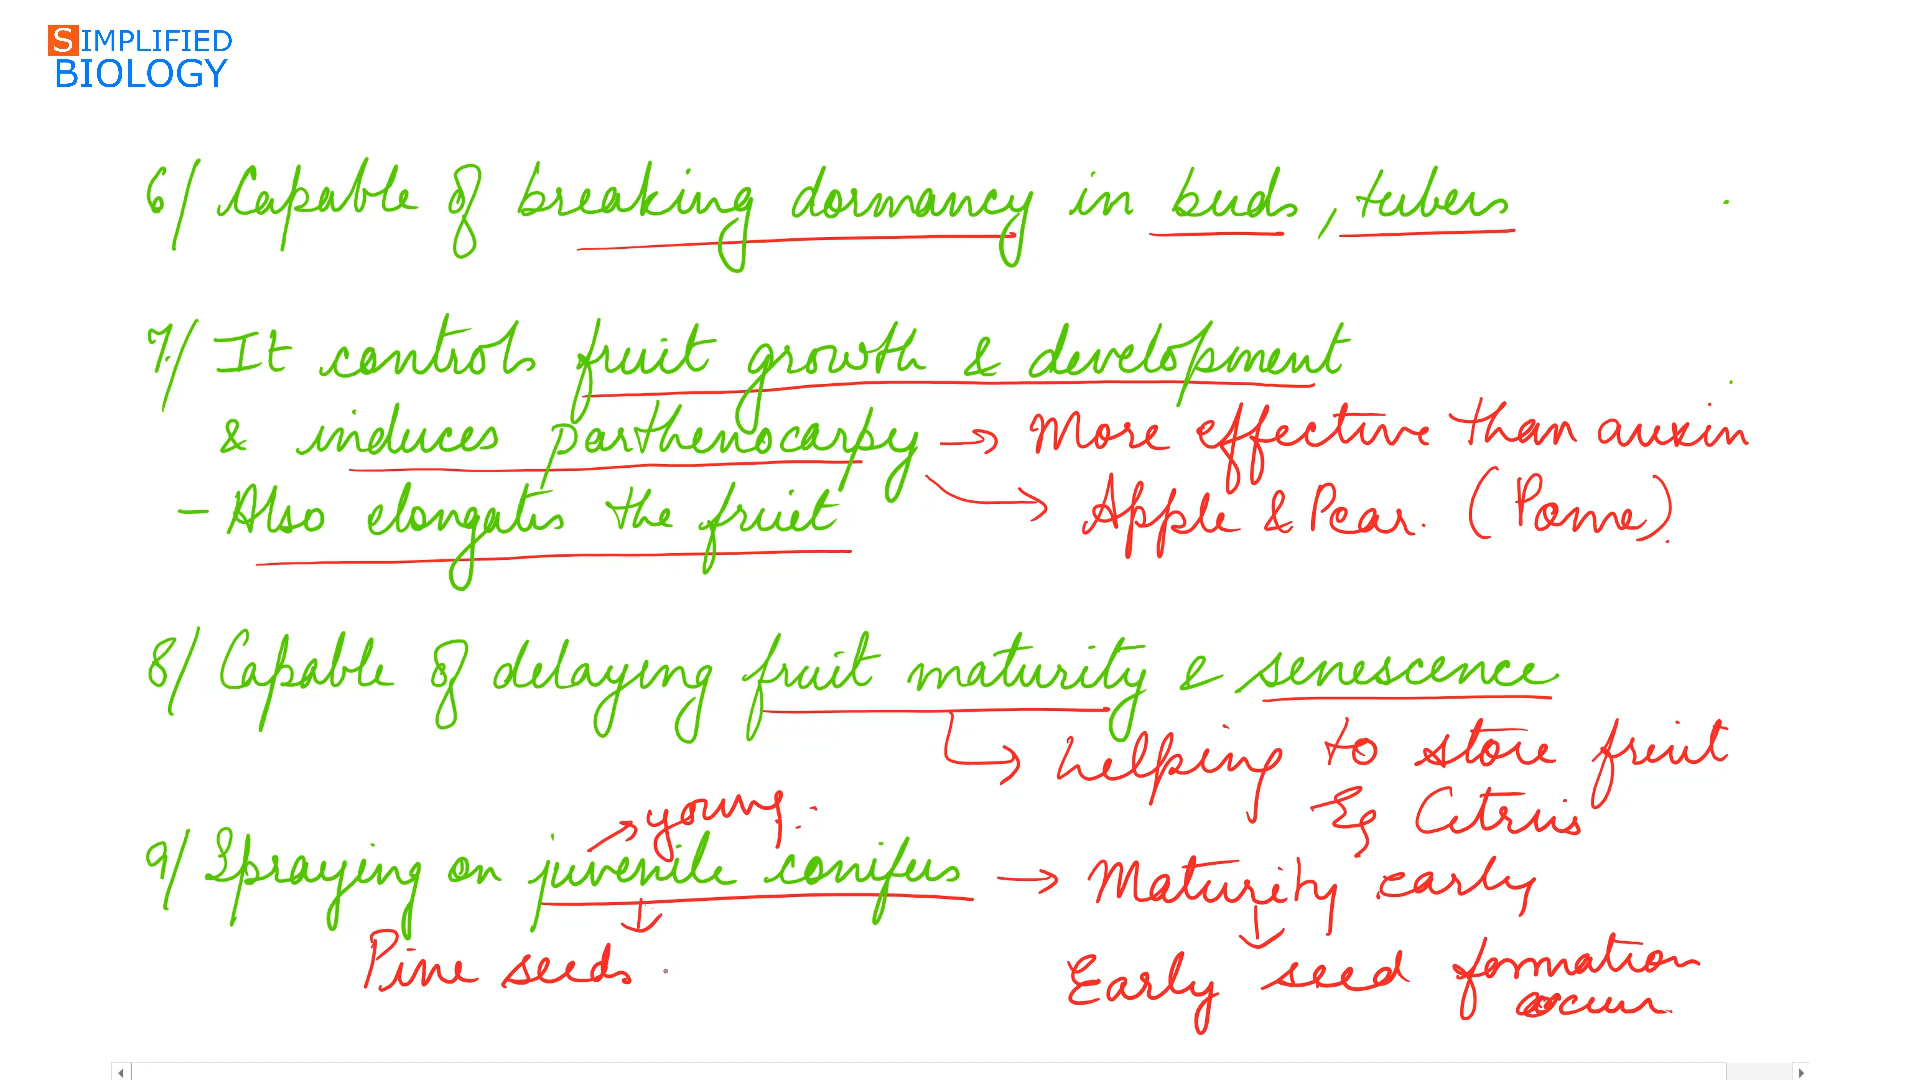 SIMPLIFIED
BIOLOGY
6/ Capable of breaking dormancy in buds, tubers
7/ It controls fruit growth & development
& induces parthenocarpy → More effective than auxin
- Also elongates the fruit → Apple & Pear. (Pome).
8/ Capable of delaying fruit maturity & senescence
→ helping to store fruit
Eg Citrus
→ young
9/ Spraying on juvenile conifers → Maturity early
↓ ↓
Pine seeds Early seed formation
occur